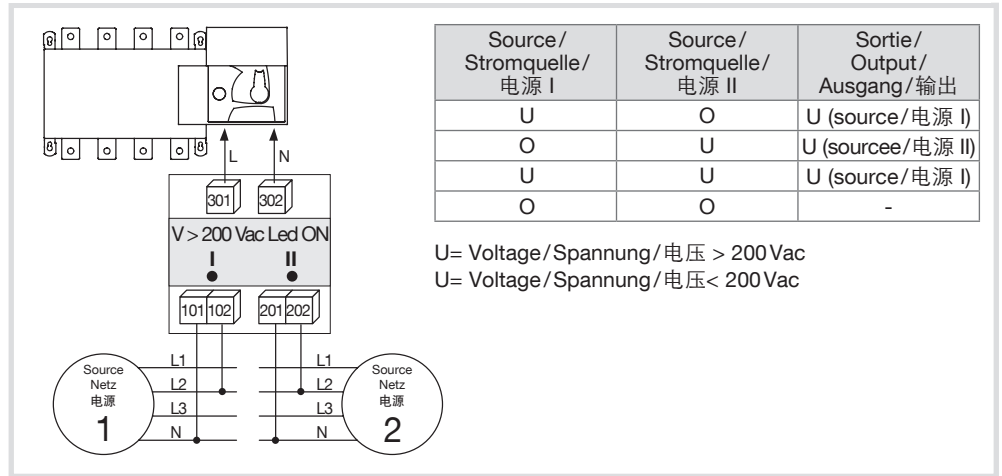 L
N
301
302
V > 200 Vac Led ON
I
II
101 102
201 202
Source
Netz
电源
1
L1
L2
L3
N
L1
L2
L3
N
Source
Netz
电源
2
Source/
Stromquelle/
电源 I
Source/
Stromquelle/
电源 II
Sortie/
Output/
Ausgang/输出
U
O
U (source/电源 I)
O
U
U (sourcee/电源 II)
U
U
U (source/电源 I)
O
O
-
U= Voltage/Spannung/电压 > 200 Vac
U= Voltage/Spannung/电压< 200 Vac